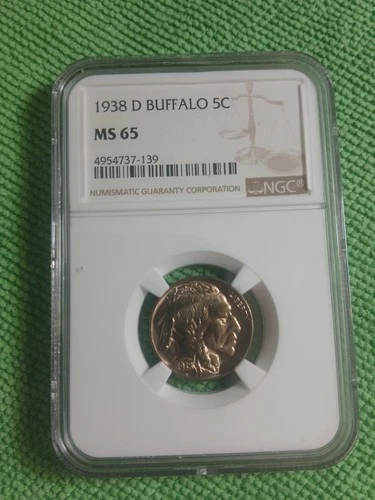 1938 D BUFFALO 5C
MS 65
4954737-139
NUMISMATIC GUARANTY CORPORATION NGC®